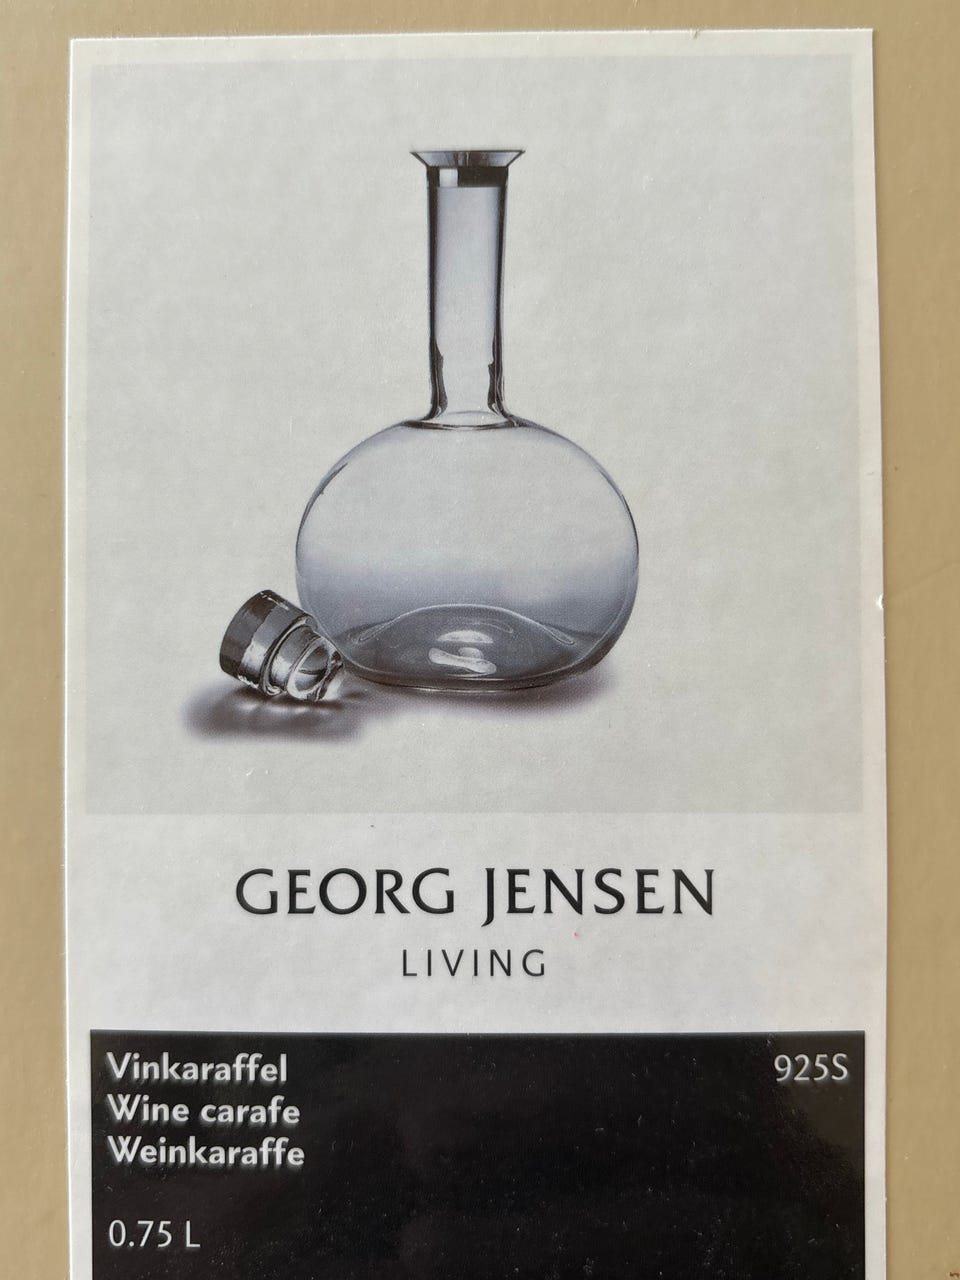 GEORG JENSEN
LIVING
Vinkaraffel 925S
Wine carafe
Weinkaraffe
0.75 L